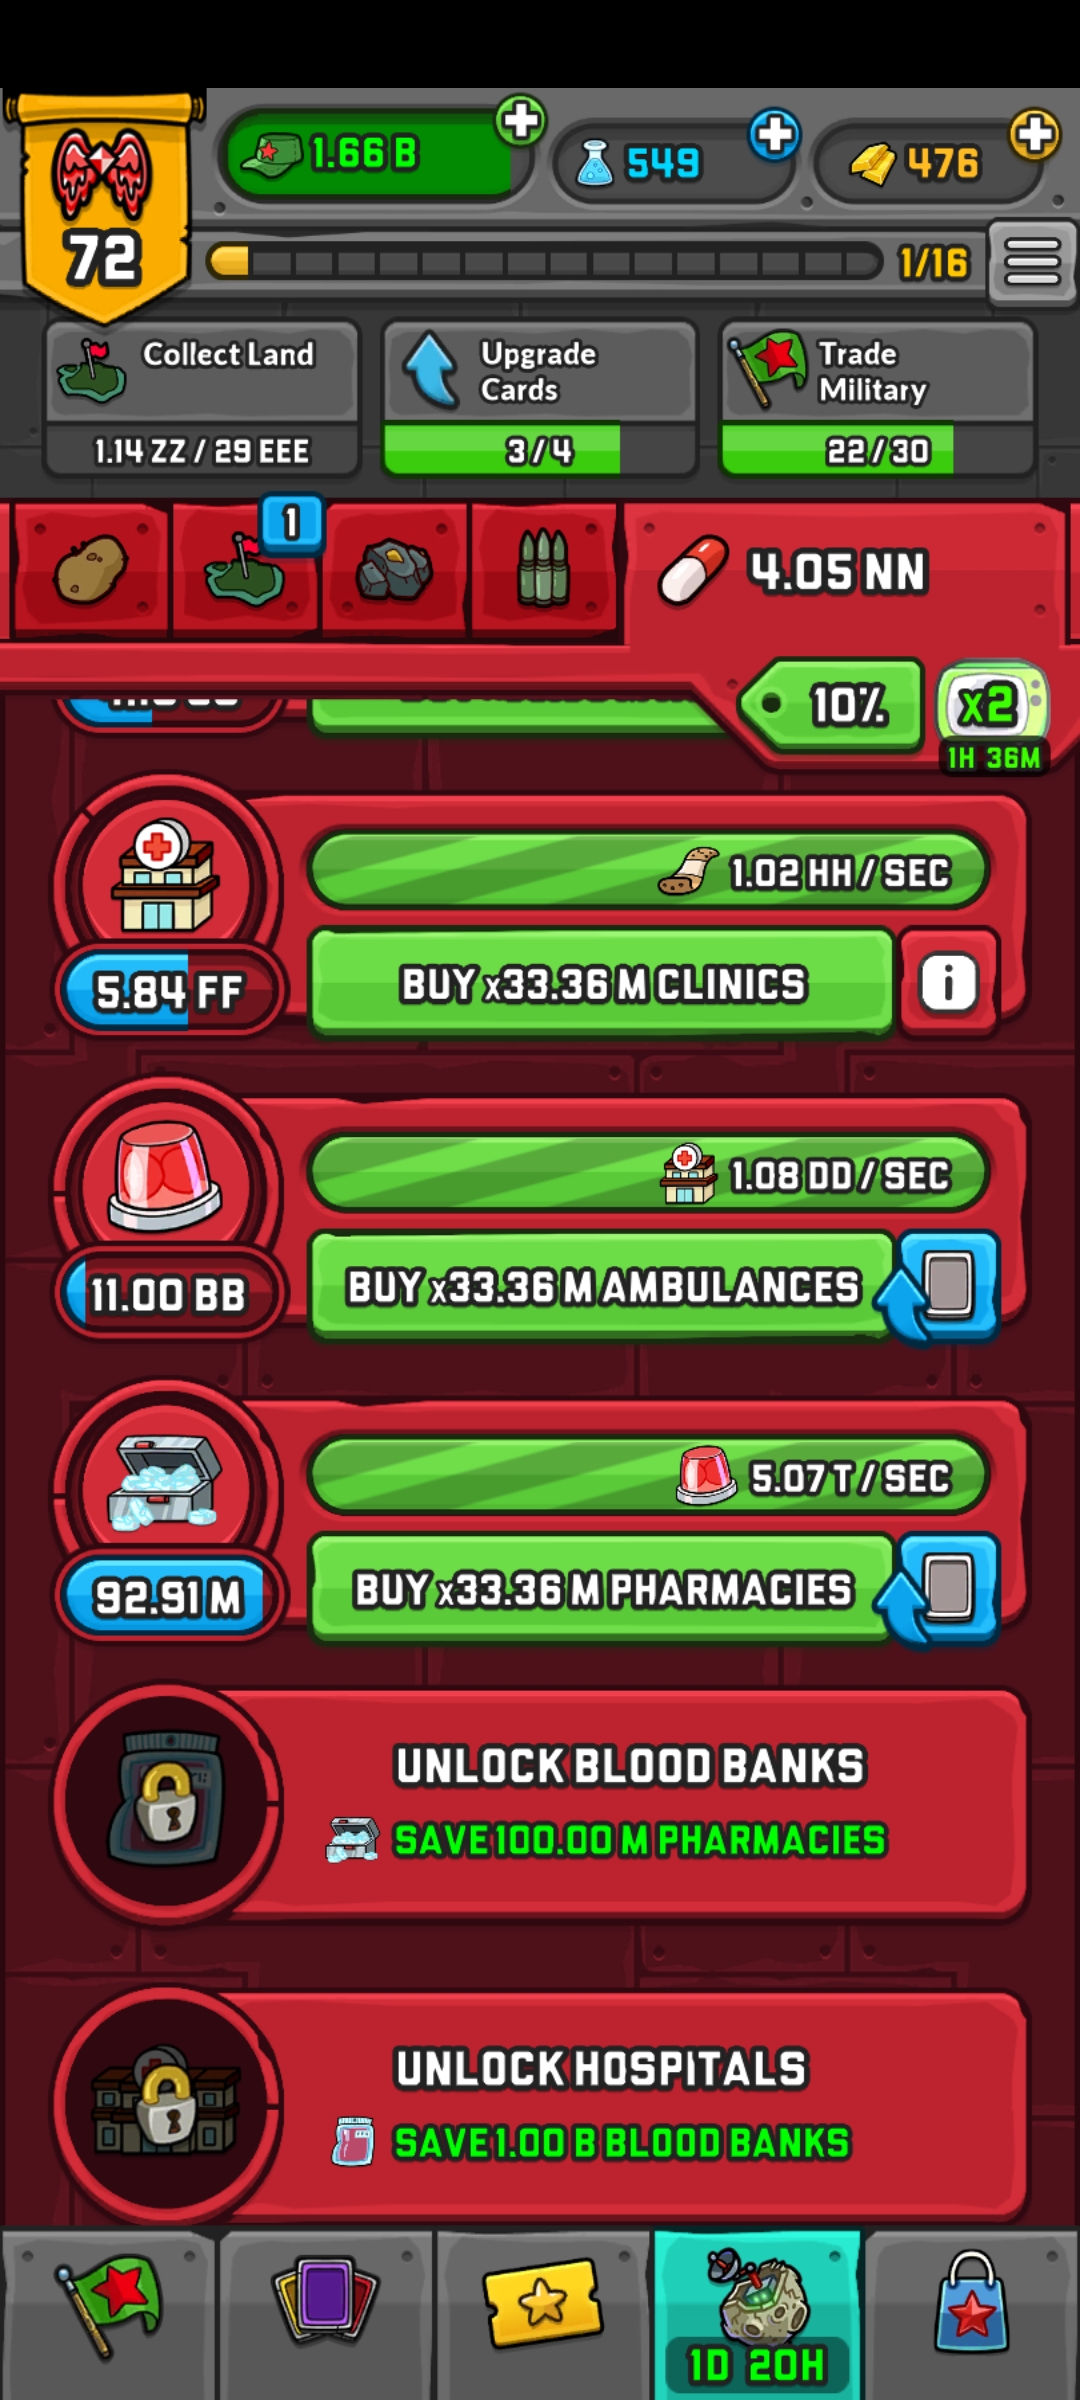 1.66 B
549
476
72
1/16
Collect Land
1.14 ZZ / 29 EEE
Upgrade
Cards
3/4
Trade
Military
22/30
1
4.05 NN
10%
x2
1H 36M
1.02 HH / SEC
5.84 FF
BUY x33.36 M CLINICS
i
1.08 DD / SEC
11.00 BB
BUY x33.36 M AMBULANCES
5.07 T / SEC
92.91 M
BUY x33.36 M PHARMACIES
UNLOCK BLOOD BANKS
SAVE 100.00 M PHARMACIES
UNLOCK HOSPITALS
SAVE 1.00 B BLOOD BANKS
1D 20H